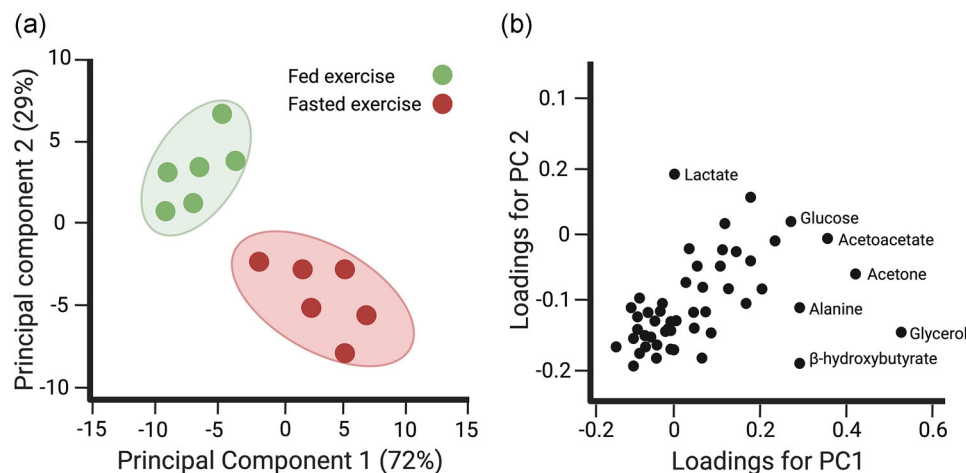 (a)
10
5
0
-5
-10
Principal component 2 (29%)
Fed exercise
Fasted exercise
-15 -10 -5 0 5 10 15
Principal Component 1 (72%)
(b)
0.1
0.2
0
-0.1
-0.2
Loadings for PC 2
Lactate
Glucose
Acetoacetate
Acetone
Alanine
Glycerol
β-hydroxybutyrate
-0.2 0 0.2 0.4 0.6
Loadings for PC1